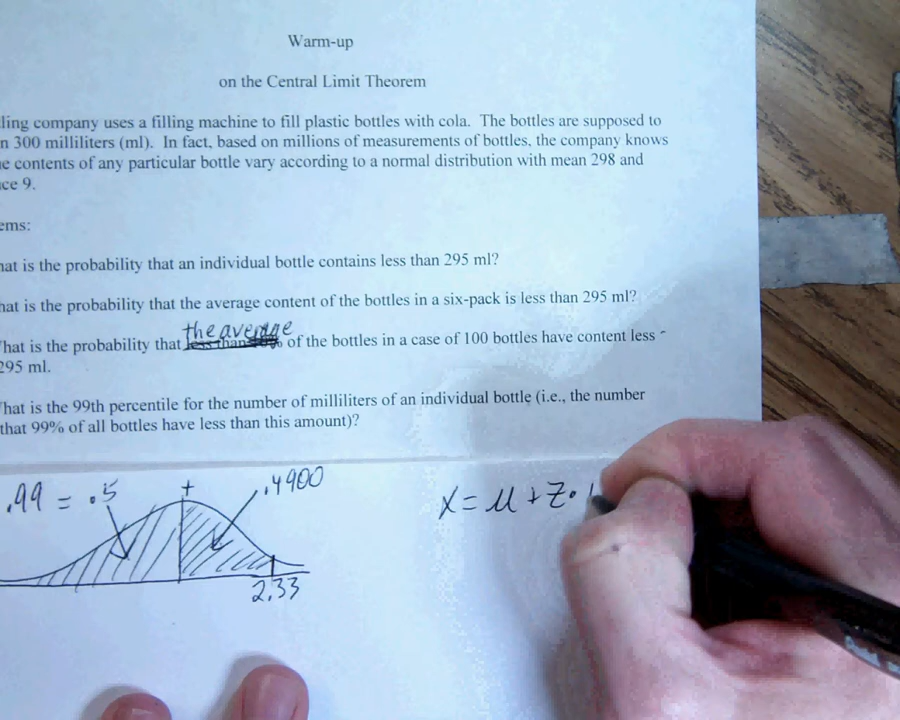 Warm-up
on the Central Limit Theorem
ling company uses a filling machine to fill plastic bottles with cola. The bottles are supposed to
n 300 milliliters (ml). In fact, based on millions of measurements of bottles, the company knows
e contents of any particular bottle vary according to a normal distribution with mean 298 and
ce 9.
ems:
hat is the probability that an individual bottle contains less than 295 ml?
hat is the probability that the average content of the bottles in a six-pack is less than 295 ml?
the average
What is the probability that less than % of the bottles in a case of 100 bottles have content less
295 ml.
What is the 99th percentile for the number of milliliters of an individual bottle (i.e., the number
that 99% of all bottles have less than this amount)?
.99 = .5 + .4900
X = μ + Z·
2.33